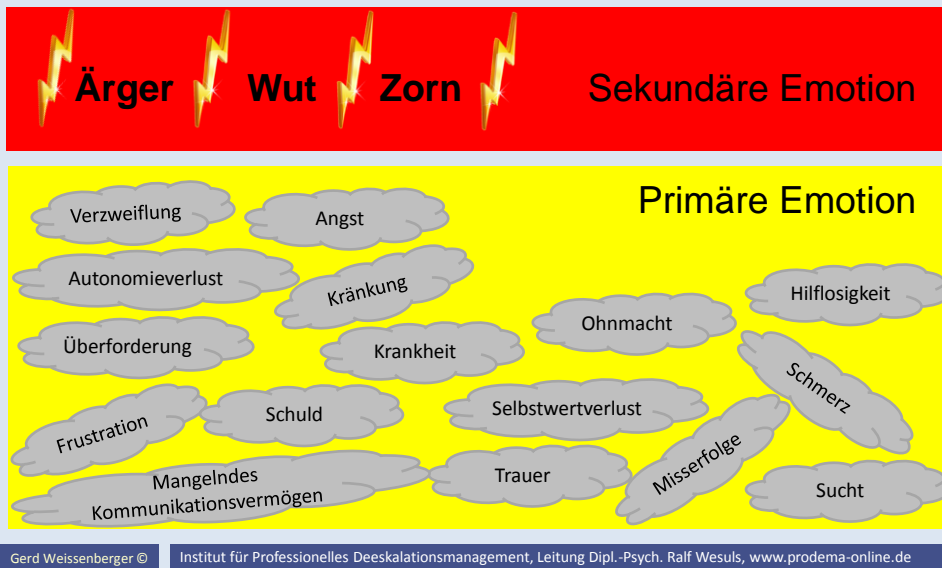 Ärger Wut Zorn Sekundäre Emotion
Primäre Emotion
Verzweiflung
Angst
Autonomieverlust
Kränkung
Hilflosigkeit
Ohnmacht
Überforderung
Krankheit
Schmerz
Frustration
Schuld
Selbstwertverlust
Misserfolge
Mangelndes
Kommunikationsvermögen
Trauer
Sucht
Gerd Weissenberger © Institut für Professionelles Deeskalationsmanagement, Leitung Dipl.-Psych. Ralf Wesuls, www.prodema-online.de